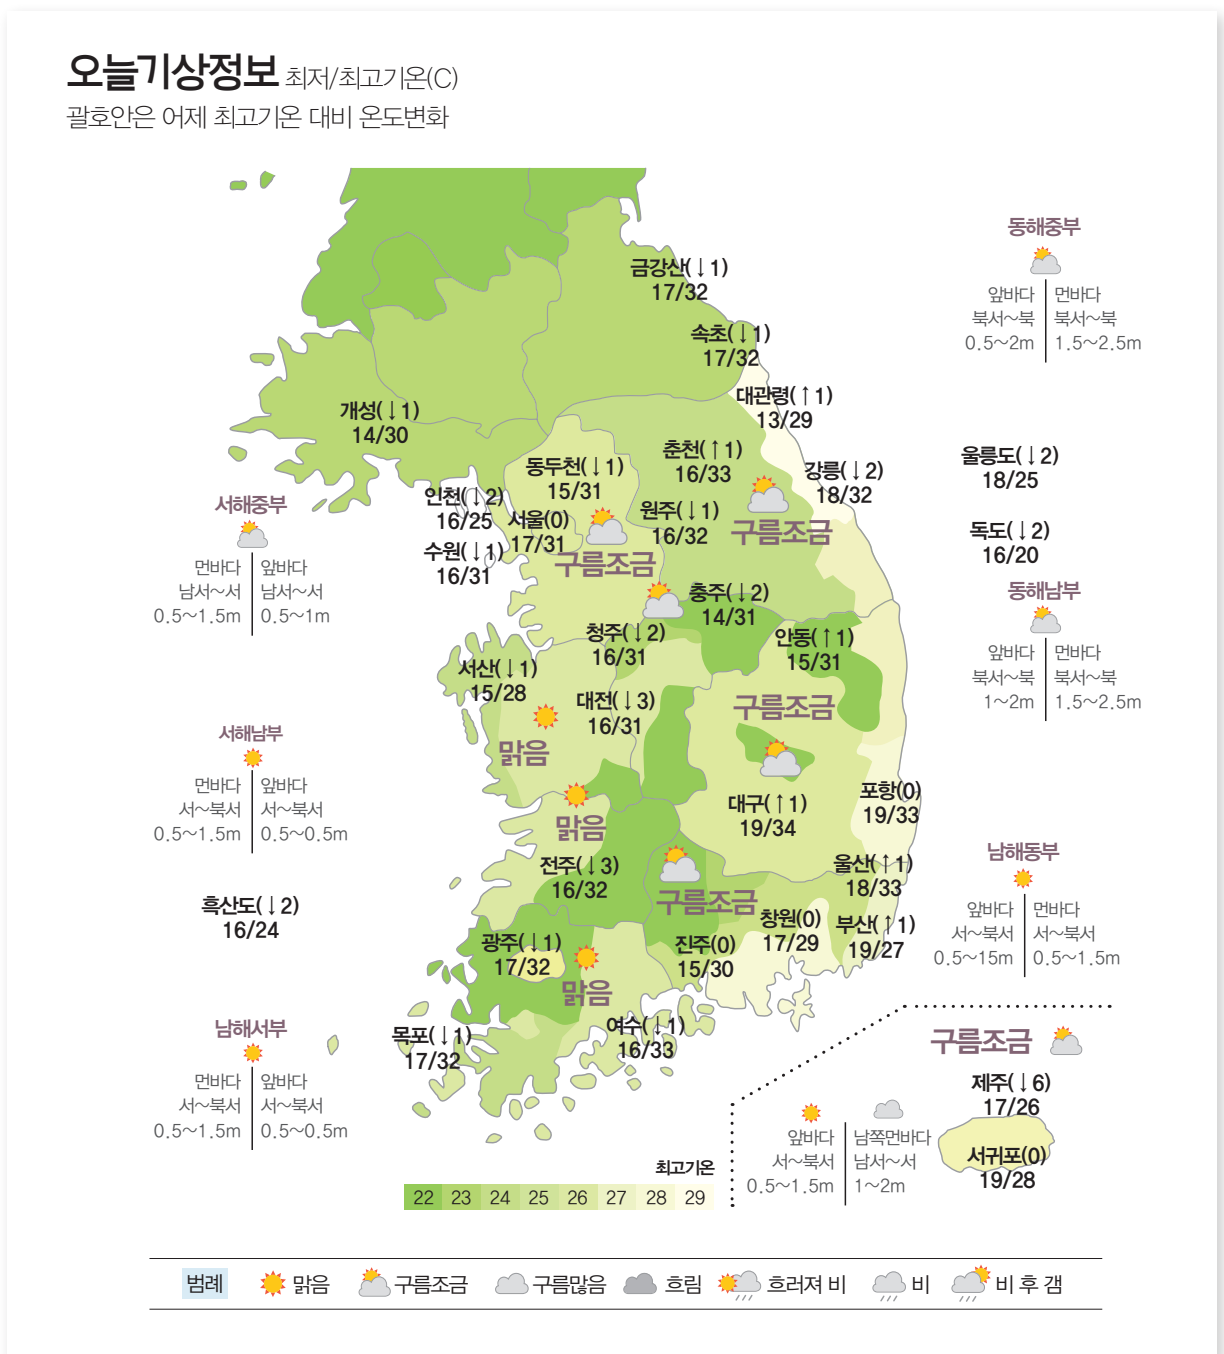 오늘기상정보 최저/최고기온(C)
괄호안은 어제 최고기온 대비 온도변화
금강산(↓1)
17/32
속초(↓1)
17/32
대관령(↑1)
13/29
개성(↓1)
14/30
춘천(↑1)
16/33
동두천(↓1)
15/31
강릉(↓2)
18/32
인천(↓2)
16/25
서울(0)
17/31
원주(↓1)
16/32
구름조금
수원(↓1)
16/31
구름조금
충주(↓2)
14/31
청주(↓2)
16/31
안동(↑1)
15/31
서산(↓1)
15/28
대전(↓3)
16/31
구름조금
맑음
대구(↑1)
19/34
포항(0)
19/33
맑음
전주(↓3)
16/32
울산(↑1)
18/33
구름조금
창원(0)
17/29
부산(↑1)
19/27
광주(↓1)
17/32
진주(0)
15/30
맑음
목포(↓1)
17/32
여수(↓1)
16/33
울릉도(↓2)
18/25
독도(↓2)
16/20
흑산도(↓2)
16/24
동해중부
앞바다 먼바다
북서~북 북서~북
0.5~2m 1.5~2.5m
동해남부
앞바다 먼바다
북서~북 북서~북
1~2m 1.5~2.5m
서해중부
먼바다 앞바다
남서~서 남서~서
0.5~1.5m 0.5~1m
서해남부
먼바다 앞바다
서~북서 서~북서
0.5~1.5m 0.5~0.5m
남해동부
앞바다 먼바다
서~북서 서~북서
0.5~15m 0.5~1.5m
남해서부
먼바다 앞바다
서~북서 서~북서
0.5~1.5m 0.5~0.5m
구름조금
제주(↓6)
17/26
서귀포(0)
19/28
앞바다 남쪽먼바다
서~북서 남서~서
0.5~1.5m 1~2m
최고기온
22 23 24 25 26 27 28 29
범례 맑음 구름조금 구름많음 흐림 흐러져 비 비 비 후 갬